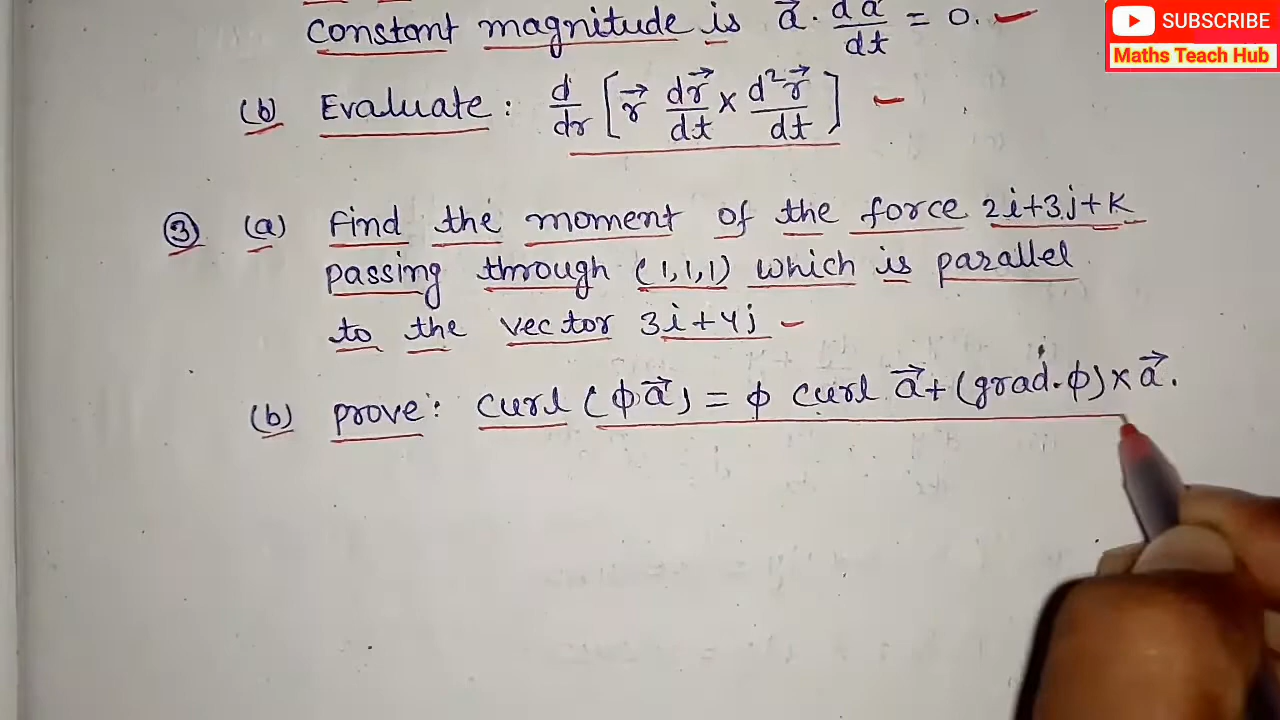 SUBSCRIBE
Maths Teach Hub
constant magnitude is a⃗ . da⃗/dt = 0.
(b) Evaluate : d/dr [r⃗ dr⃗/dt × d²r⃗/dt]
③ (a) Find the moment of the force 2i+3j+k
passing through (1,1,1) which is parallel
to the vector 3i+4j
(b) prove: curl (ϕ.a⃗) = ϕ curl a⃗ + (grad.ϕ) × a⃗.